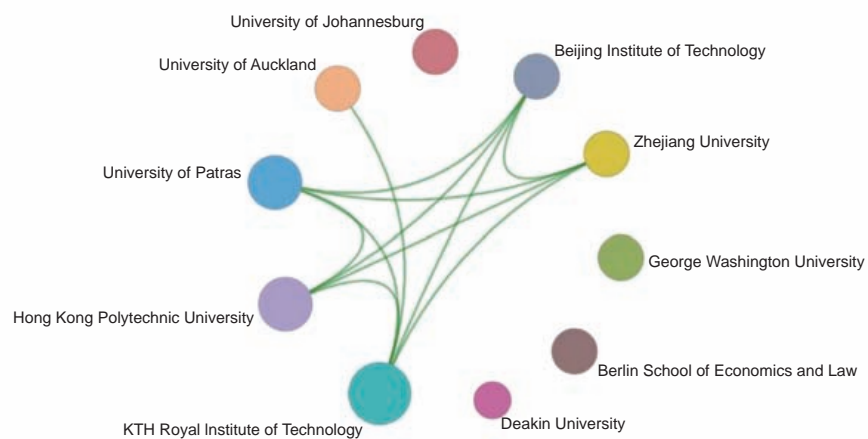 University of Johannesburg
Beijing Institute of Technology
University of Auckland
Zhejiang University
University of Patras
George Washington University
Hong Kong Polytechnic University
Berlin School of Economics and Law
Deakin University
KTH Royal Institute of Technology